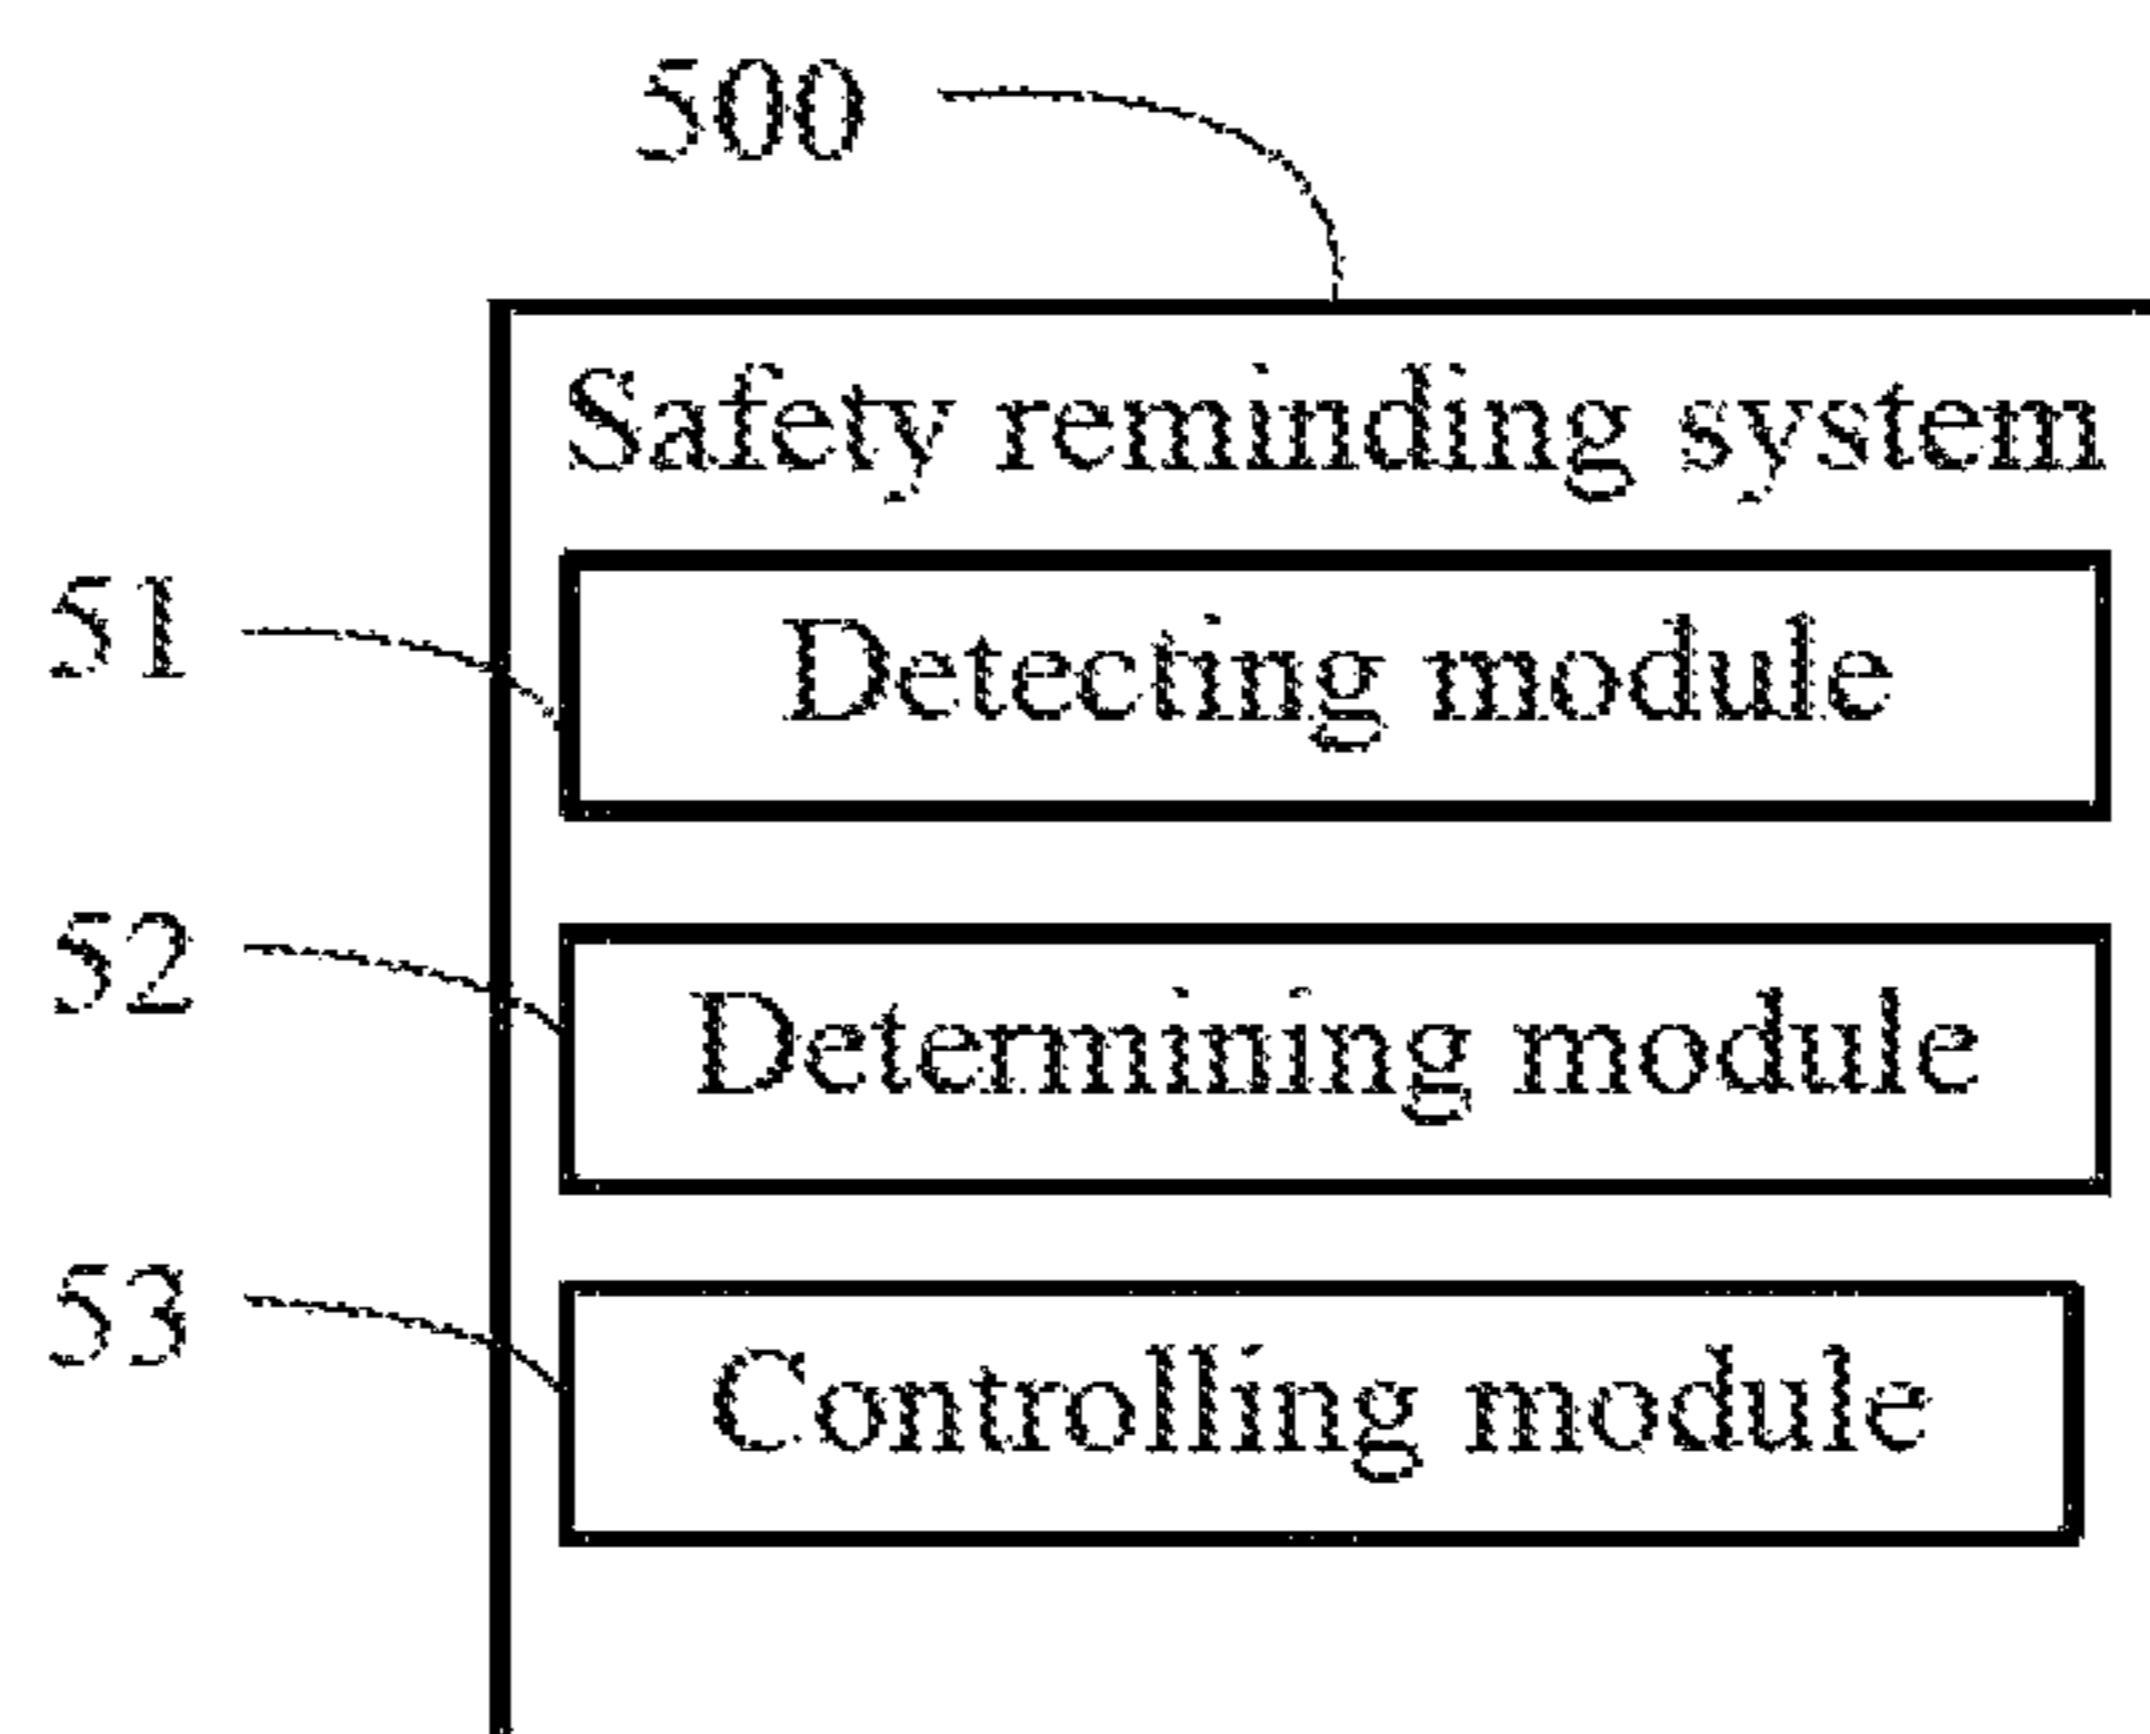 500
Safety reminding system
51
Detecting module
52
Determining module
53
Controlling module